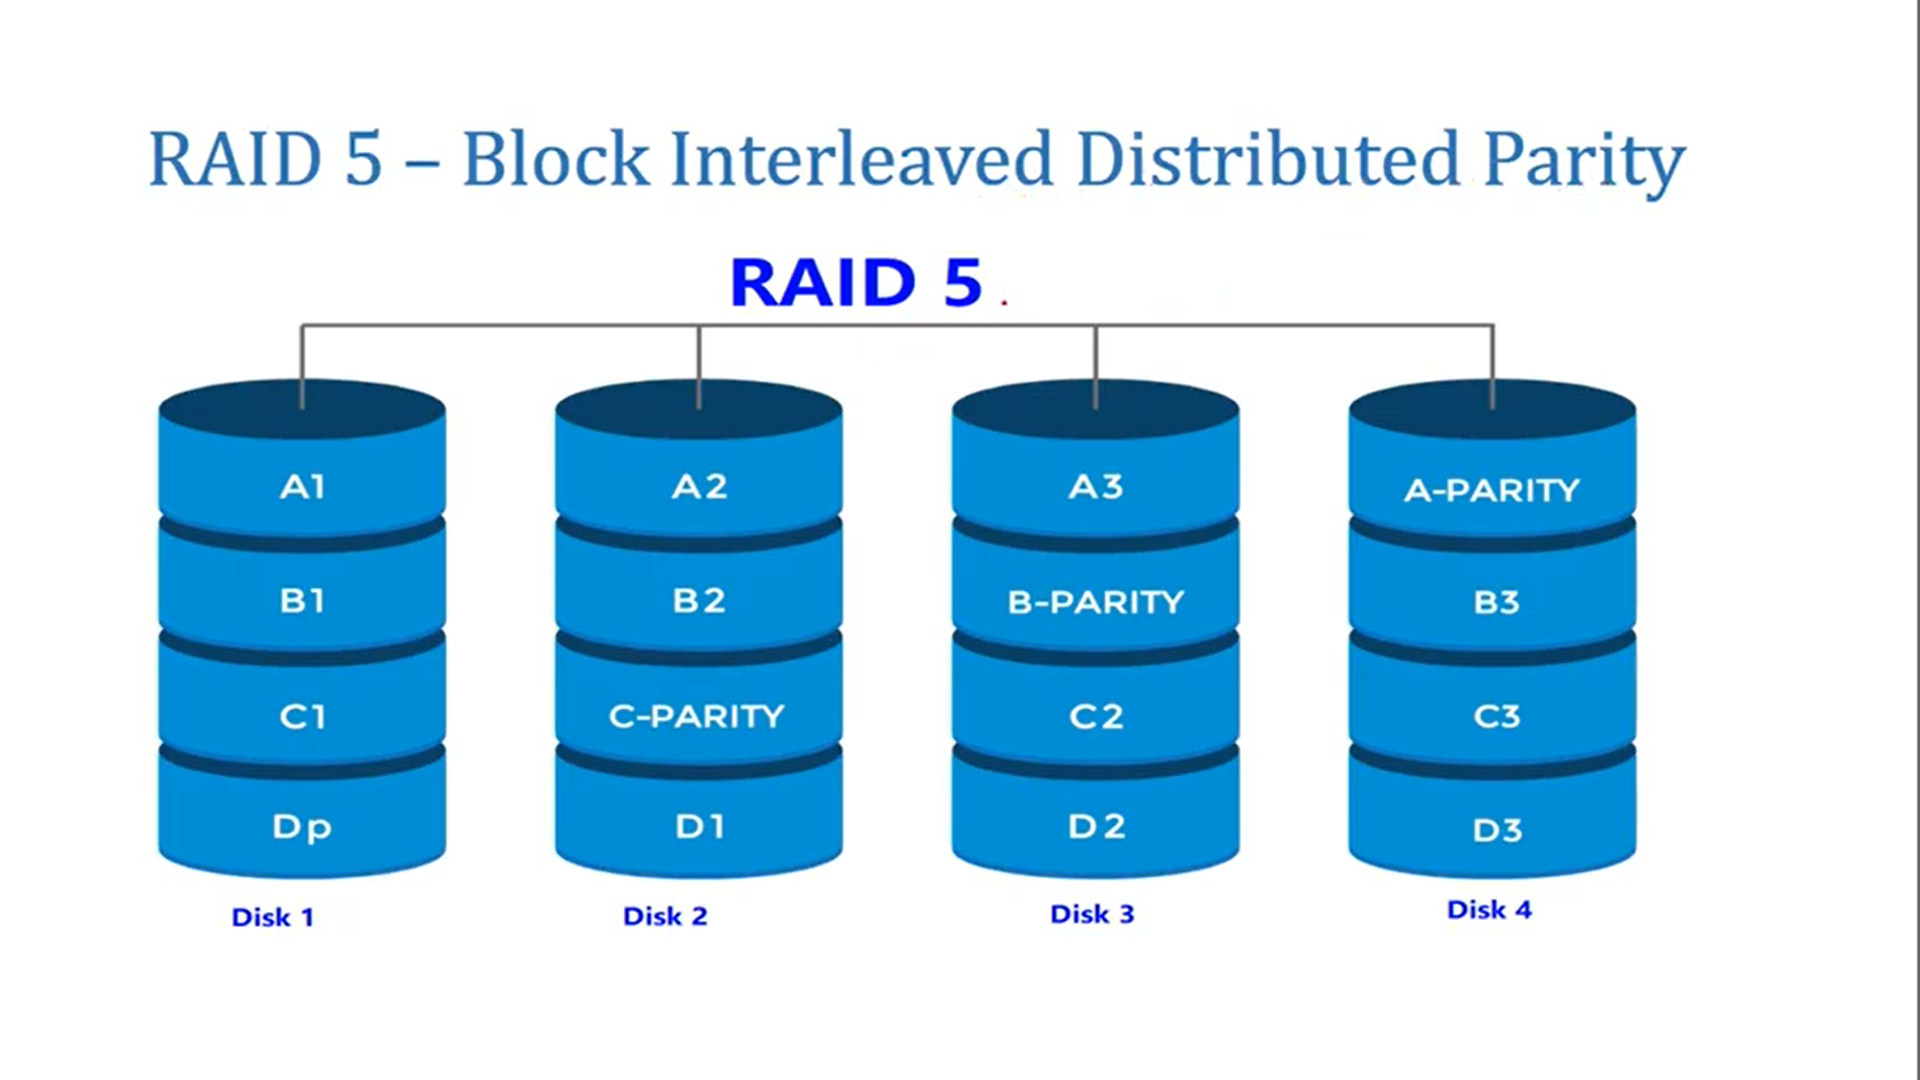 RAID 5 – Block Interleaved Distributed Parity
RAID 5 .
A1 A2 A3 A-PARITY
B1 B2 B-PARITY B3
C1 C-PARITY C2 C3
Dp D1 D2 D3
Disk 1 Disk 2 Disk 3 Disk 4